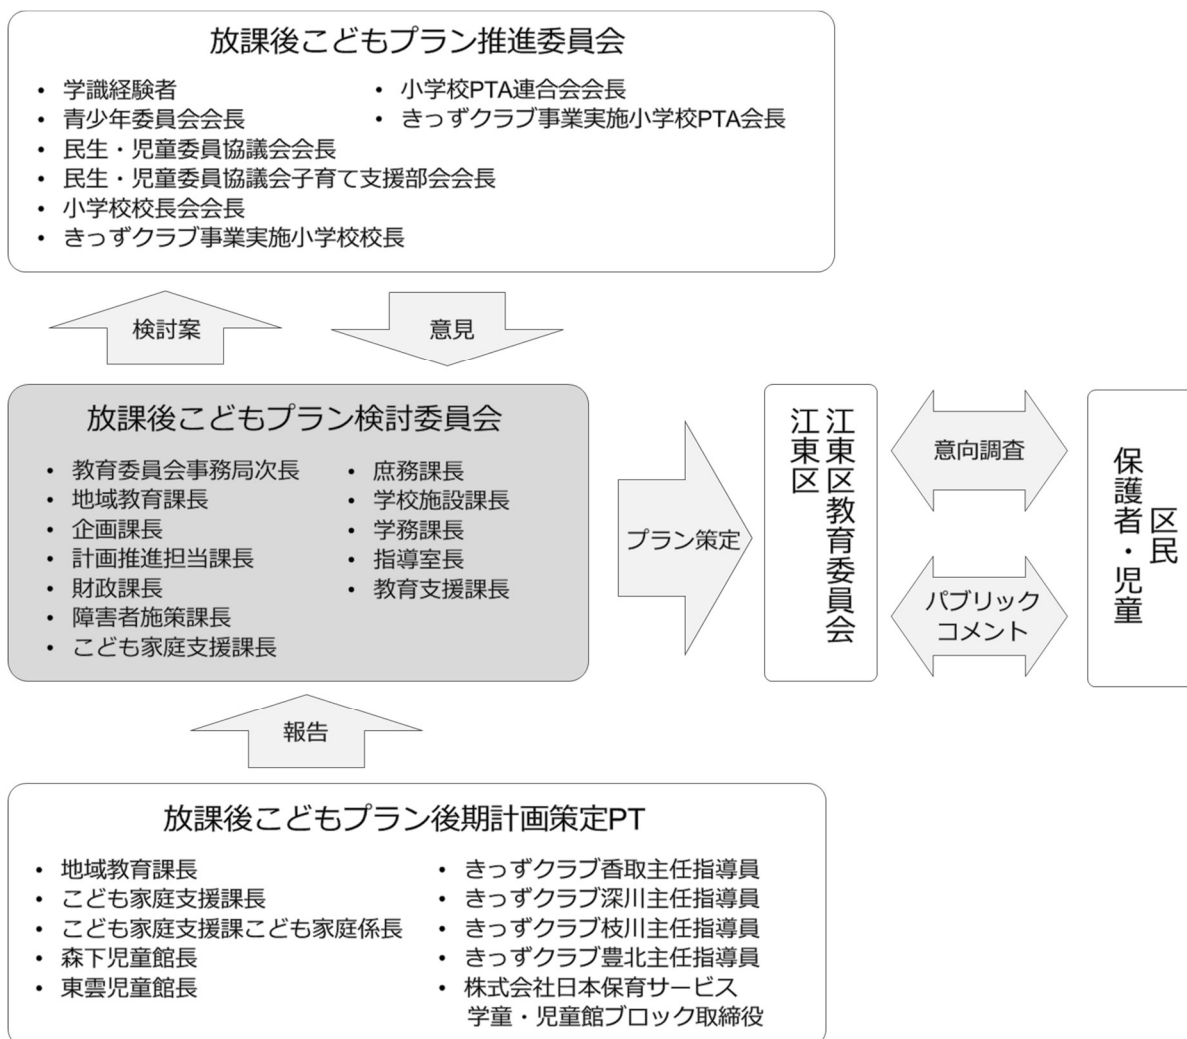 放課後こどもプラン推進委員会
• 学識経験者
• 青少年委員会会長
• 民生・児童委員協議会会長
• 民生・児童委員協議会子育て支援部会会長
• 小学校校長会会長
• きっずクラブ事業実施小学校校長
• 小学校PTA連合会会長
• きっずクラブ事業実施小学校PTA会長
検討案
意見
放課後こどもプラン検討委員会
• 教育委員会事務局次長
• 地域教育課長
• 企画課長
• 計画推進担当課長
• 財政課長
• 障害者施策課長
• こども家庭支援課長
• 庶務課長
• 学校施設課長
• 学務課長
• 指導室長
• 教育支援課長
プラン策定
江東区教育委員会
江東区
意向調査
パブリック
コメント
区民
保護者・児童
報告
放課後こどもプラン後期計画策定PT
• 地域教育課長
• こども家庭支援課長
• こども家庭支援課こども家庭係長
• 森下児童館長
• 東雲児童館長
• きっずクラブ香取主任指導員
• きっずクラブ深川主任指導員
• きっずクラブ枝川主任指導員
• きっずクラブ豊北主任指導員
• 株式会社日本保育サービス
学童・児童館ブロック取締役